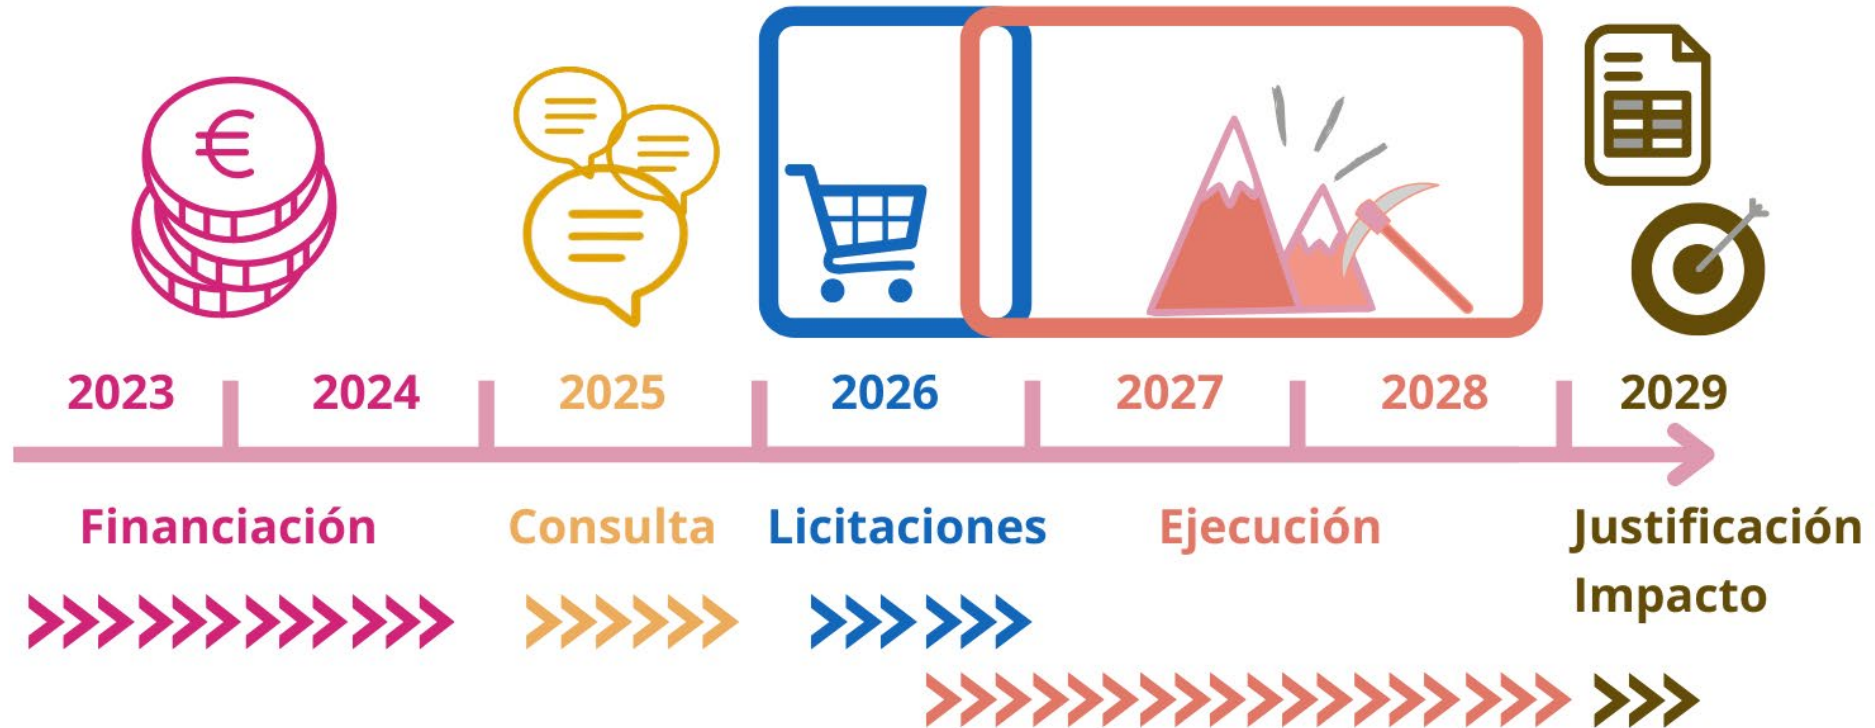 €
2023 2024 2025 2026 2027 2028 2029
Financiación Consulta Licitaciones Ejecución Justificación
Impacto